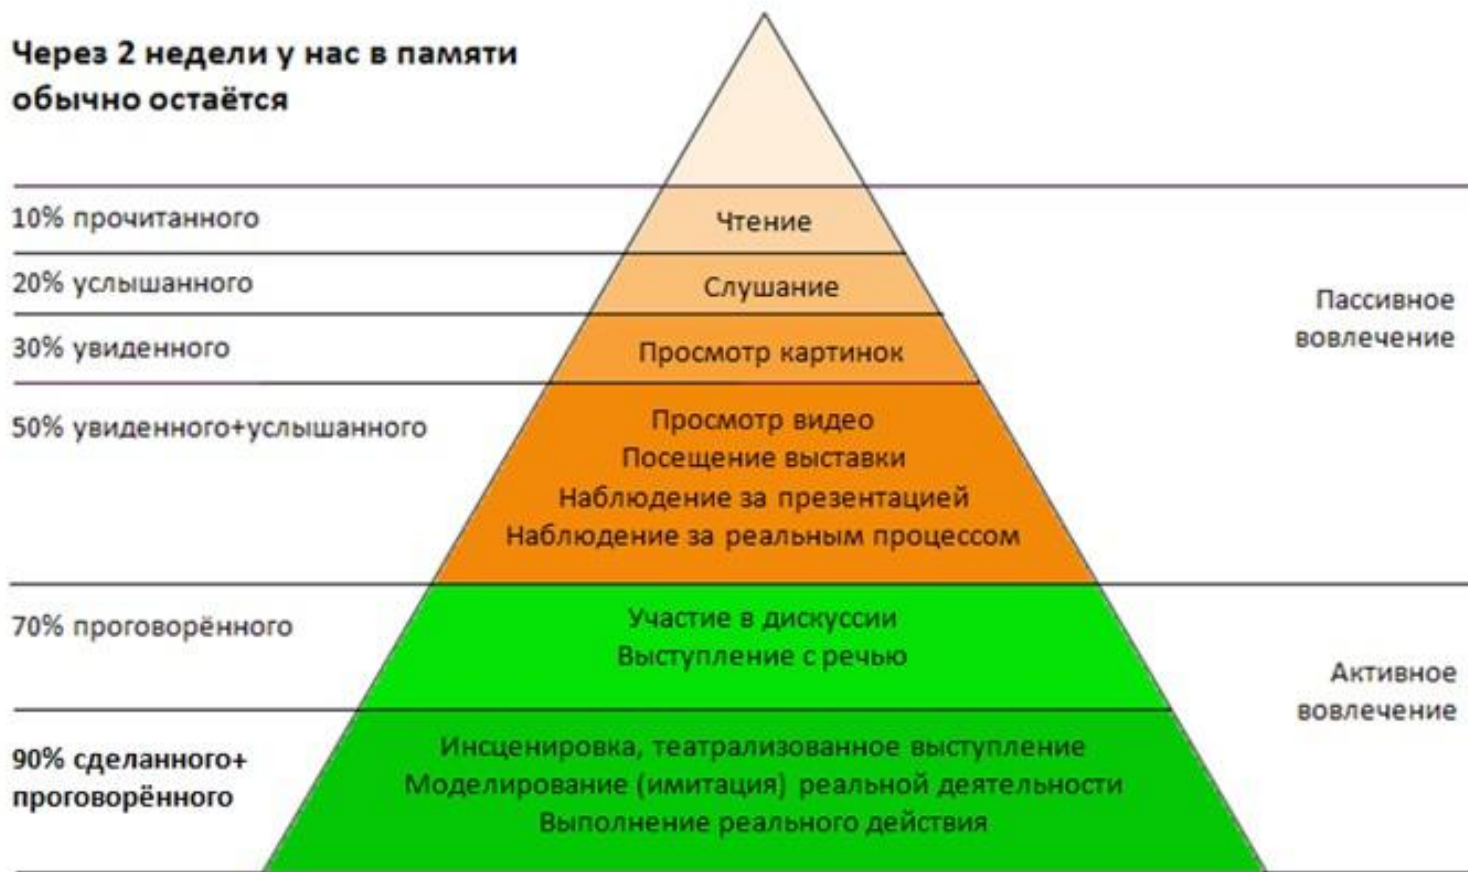 Через 2 недели у нас в памяти
обычно остаётся
10% прочитанного
Чтение
20% услышанного
Слушание
30% увиденного
Просмотр картинок
Пассивное
вовлечение
50% увиденного+услышанного
Просмотр видео
Посещение выставки
Наблюдение за презентацией
Наблюдение за реальным процессом
70% проговорённого
Участие в дискуссии
Выступление с речью
Активное
вовлечение
90% сделанного+
проговорённого
Инсценировка, театрализованное выступление
Моделирование (имитация) реальной деятельности
Выполнение реального действия